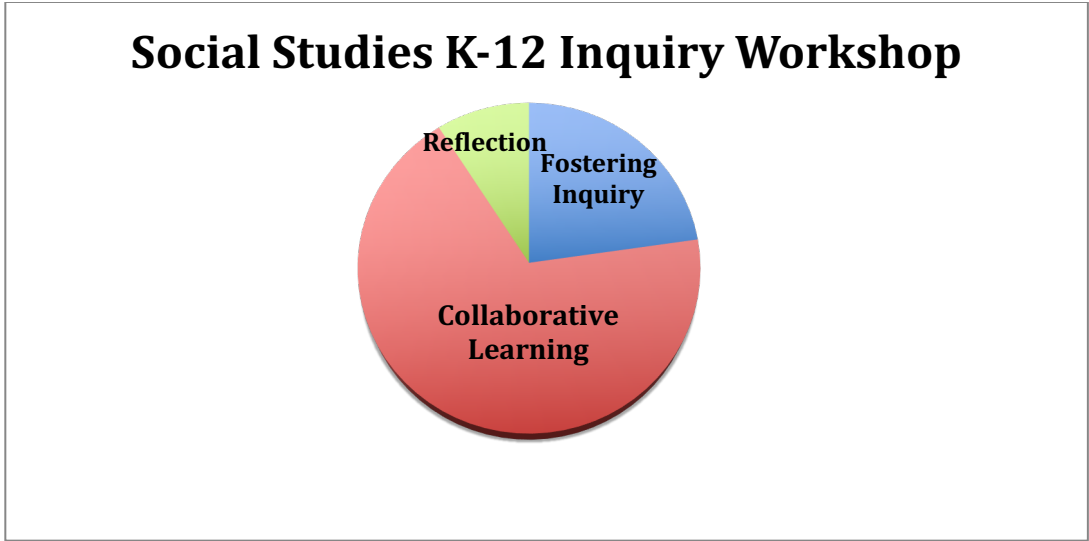 Social Studies K-12 Inquiry Workshop
Reflection
Fostering
Inquiry
Collaborative
Learning